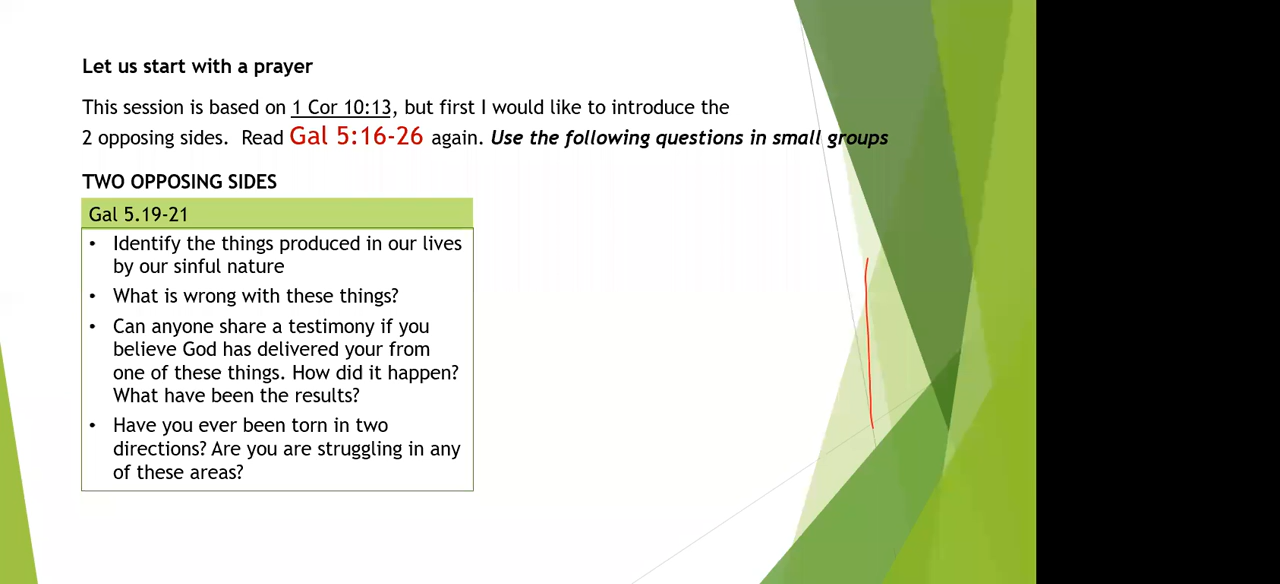 Let us start with a prayer
This session is based on 1 Cor 10:13, but first I would like to introduce the
2 opposing sides. Read Gal 5:16-26 again. Use the following questions in small groups
TWO OPPOSING SIDES
Gal 5.19-21
• Identify the things produced in our lives
by our sinful nature
• What is wrong with these things?
• Can anyone share a testimony if you
believe God has delivered your from
one of these things. How did it happen?
What have been the results?
• Have you ever been torn in two
directions? Are you are struggling in any
of these areas?